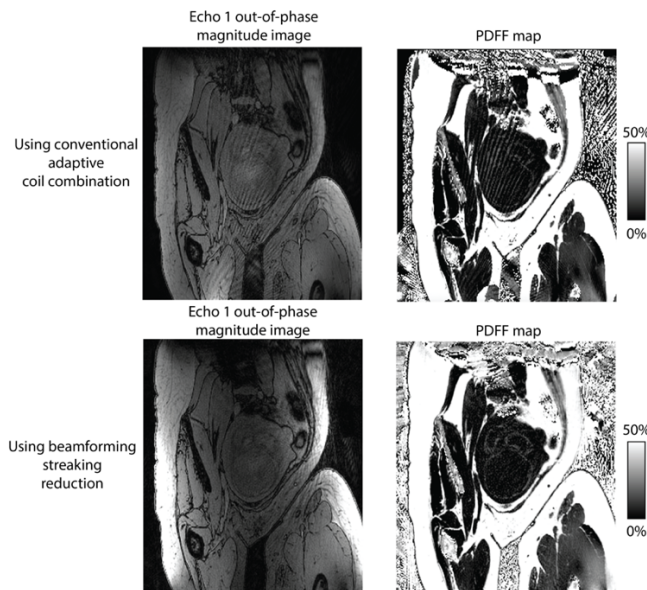 Echo 1 out-of-phase
magnitude image
PDFF map
Using conventional
adaptive
coil combination
50%
0%
Echo 1 out-of-phase
magnitude image
PDFF map
Using beamforming
streaking
reduction
50%
0%